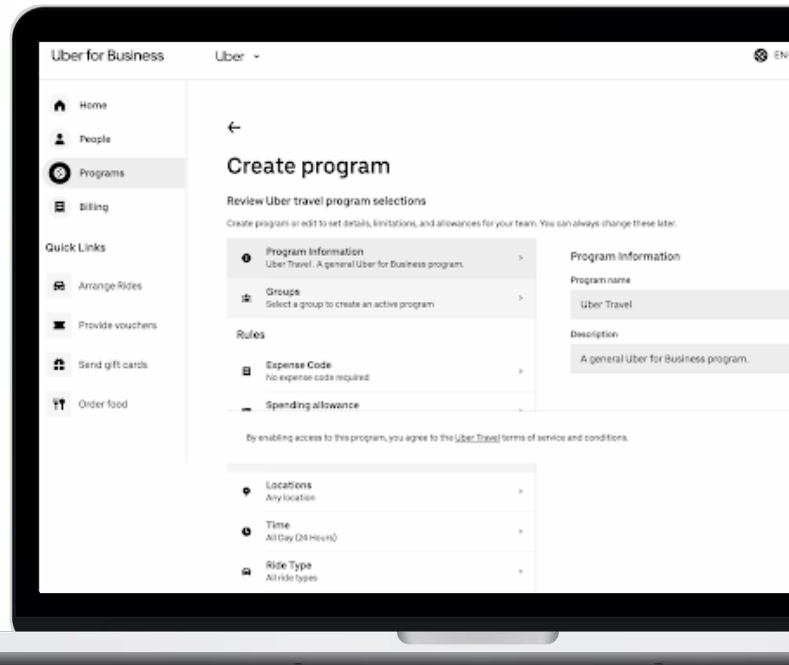 Uber for Business
Uber
EN
Home
People
Programs
Billing
Quick Links
Arrange Rides
Provide vouchers
Send gift cards
Order food
Create program
Review Uber travel program selections
Create program or edit to set details, limitations, and allowances for your team. You can always change these later.
Program Information
Uber Travel . A general Uber for Business program.
Groups
Select a group to create an active program
Rules
Expense Code
No expense code required
Spending allowance
By enabling access to this program, you agree to the Uber Travel terms of service and conditions.
Locations
Any location
Time
All Day (24 Hours)
Ride Type
All ride types
Program Information
Program name
Uber Travel
Description
A general Uber for Business program.